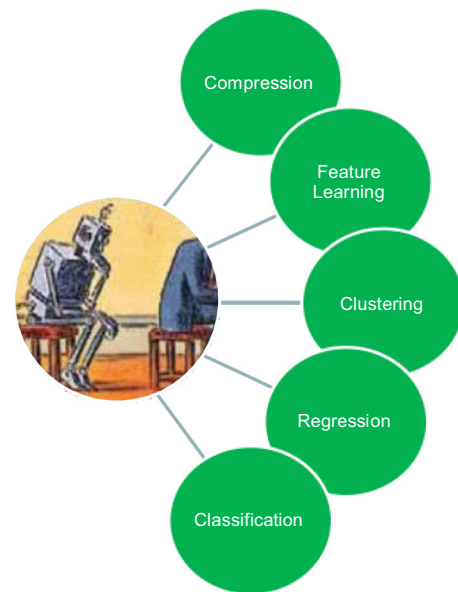 Compression
Feature
Learning
Clustering
Regression
Classification